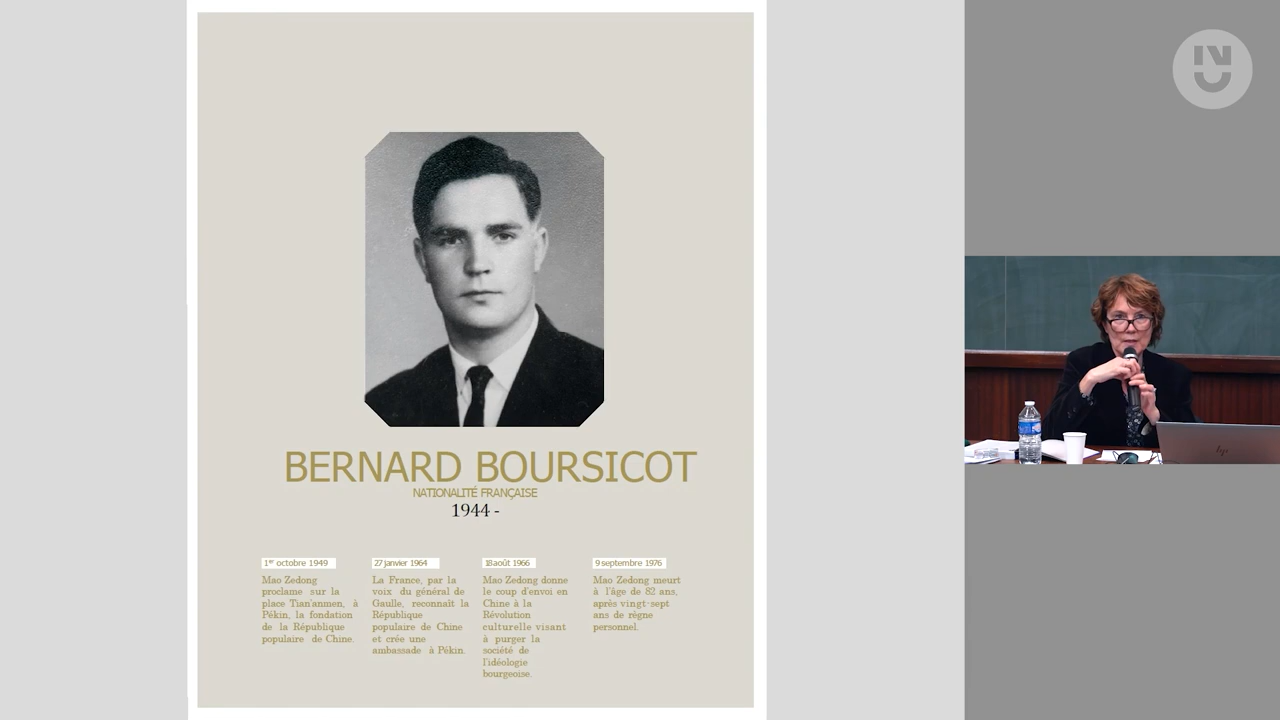 BERNARD BOURSICOT
NATIONALITÉ FRANÇAISE
1944 -
1er octobre 1949
Mao Zedong
proclame sur la
place Tian'anmen, à
Pékin, la fondation
de la République
populaire de Chine.
27 janvier 1964
La France, par la
voix du général de
Gaulle, reconnaît la
République
populaire de Chine
et crée une
ambassade à Pékin.
18 août 1966
Mao Zedong donne
le coup d'envoi en
Chine à la
Révolution
culturelle visant
à purger la
société de
l'idéologie
bourgeoise.
9 septembre 1976
Mao Zedong meurt
à l'âge de 82 ans,
après vingt-sept
ans de règne
personnel.
hp